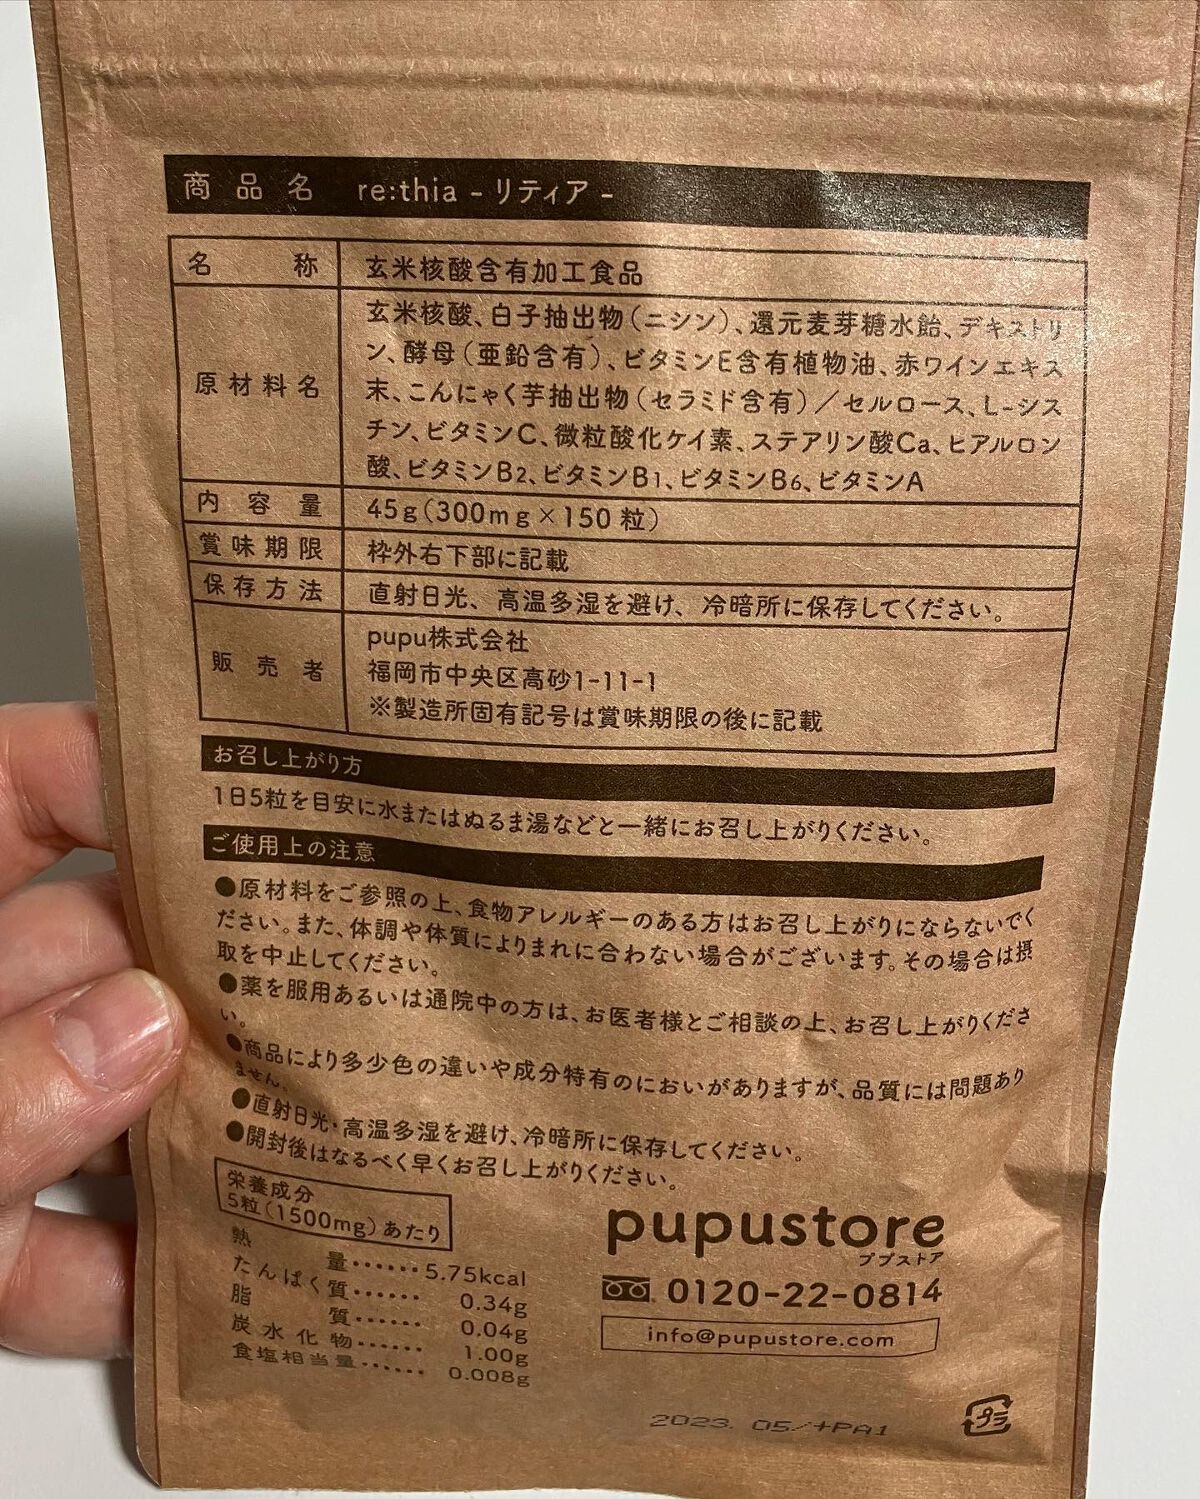 商品名 re:thia - リティア -
名称 玄米核酸含有加工食品
原材料名 玄米核酸、白子抽出物（ニシン）、還元麦芽糖水飴、デキストリ
ン、酵母（亜鉛含有）、ビタミンE含有植物油、赤ワインエキス
末、こんにゃく芋抽出物（セラミド含有）／セルロース、L-シス
チン、ビタミンC、微粒酸化ケイ素、ステアリン酸Ca、ヒアルロン
酸、ビタミンB2、ビタミンB1、ビタミンB6、ビタミンA
内容量 45g（300mg×150粒）
賞味期限 枠外右下部に記載
保存方法 直射日光、高温多湿を避け、冷暗所に保存してください。
販売者 pupu株式会社
福岡市中央区高砂1-11-1
※製造所固有記号は賞味期限の後に記載
お召し上がり方
1日5粒を目安に水またはぬるま湯などと一緒にお召し上がりください。
ご使用上の注意
●原材料をご参照の上、食物アレルギーのある方はお召し上がりにならないでく
ださい。また、体調や体質によりまれに合わない場合がございます。その場合は摂
取を中止してください。
●薬を服用あるいは通院中の方は、お医者様とご相談の上、お召し上がりくださ
い。
●商品により多少色の違いや成分特有のにおいがありますが、品質には問題あり
ません。
●直射日光・高温多湿を避け、冷暗所に保存してください。
●開封後はなるべく早くお召し上がりください。
栄養成分
5粒（1500mg）あたり
熱量……5.75kcal
たんぱく質……0.34g
脂質……0.04g
炭水化物……1.00g
食塩相当量……0.008g
pupustore
ププストア
0120-22-0814
info@pupustore.com
2023. 05/+PA1
プラ